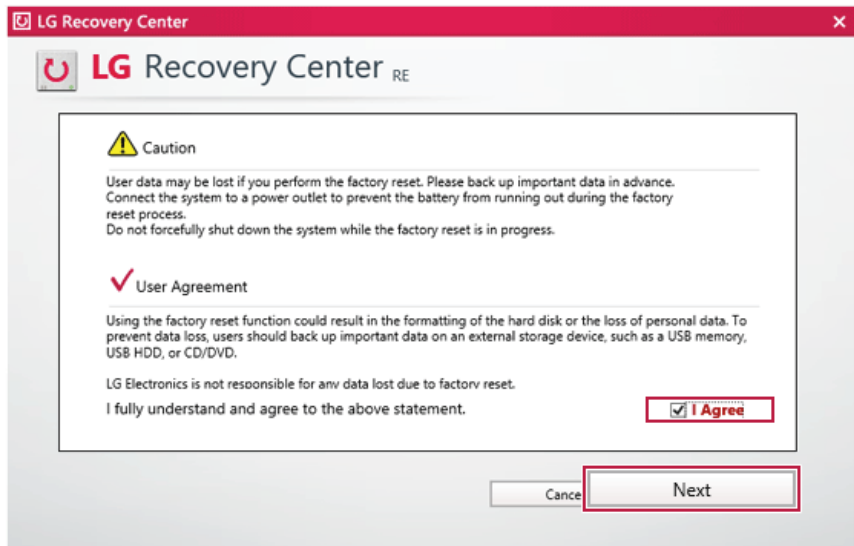 LG Recovery Center
LG Recovery Center RE
Caution
User data may be lost if you perform the factory reset. Please back up important data in advance.
Connect the system to a power outlet to prevent the battery from running out during the factory
reset process.
Do not forcefully shut down the system while the factory reset is in progress.
User Agreement
Using the factory reset function could result in the formatting of the hard disk or the loss of personal data. To
prevent data loss, users should back up important data on an external storage device, such as a USB memory,
USB HDD, or CD/DVD.
LG Electronics is not responsible for any data lost due to factory reset.
I fully understand and agree to the above statement.
I Agree
Cance
Next